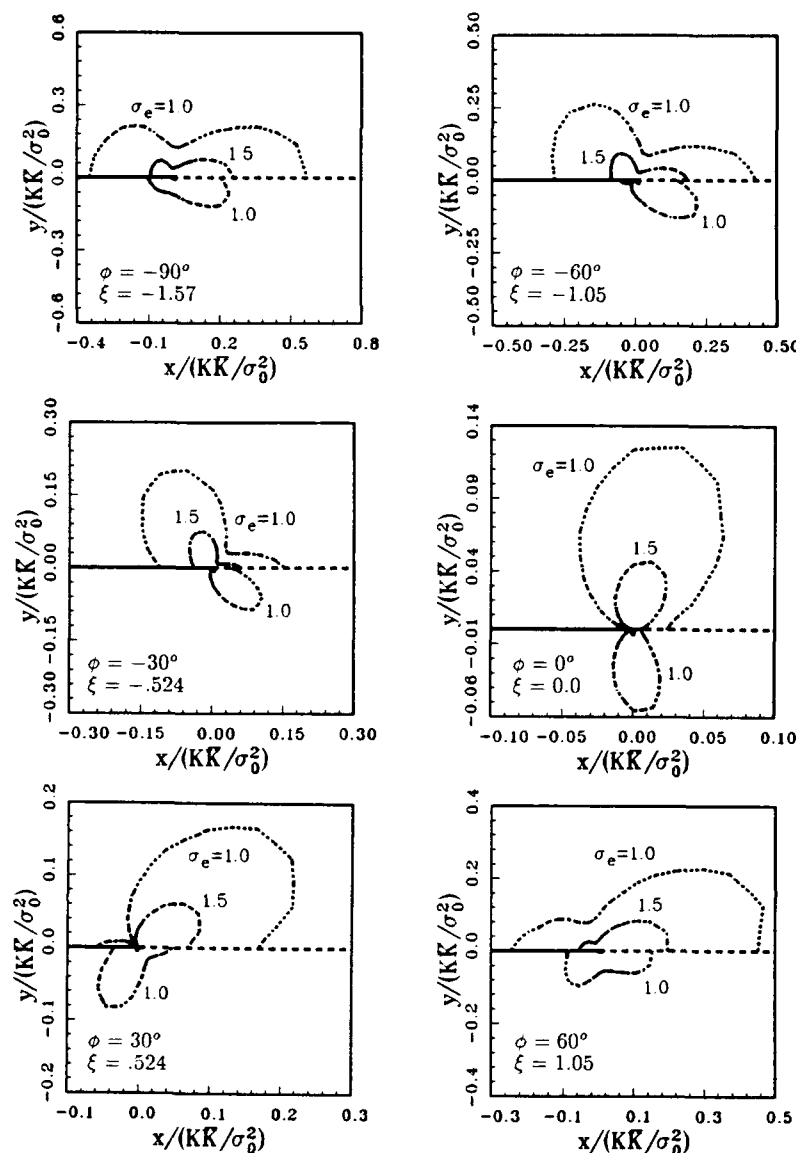 0.6
0.3
0.0
-0.3
-0.6
y/(KK̄/σ₀²)
σₑ=1.0
1.5
1.0
ϕ = −90°
ξ = −1.57
-0.4 -0.1 0.2 0.5 0.8
x/(KK̄/σ₀²)
0.50
0.25
0.00
-0.25
-0.50
y/(KK̄/σ₀²)
σₑ=1.0
1.5
1.0
ϕ = −60°
ξ = −1.05
-0.50 -0.25 0.00 0.25 0.50
x/(KK̄/σ₀²)
0.30
0.15
0.00
-0.15
-0.30
y/(KK̄/σ₀²)
1.5
σₑ=1.0
1.0
ϕ = −30°
ξ = −.524
-0.30 -0.15 0.00 0.15 0.30
x/(KK̄/σ₀²)
0.14
0.09
0.04
-0.01
-0.06
y/(KK̄/σ₀²)
σₑ=1.0
1.5
1.0
ϕ = 0°
ξ = 0.0
-0.10 -0.05 0.00 0.05 0.10
x/(KK̄/σ₀²)
0.2
0.1
0.0
-0.1
-0.2
y/(KK̄/σ₀²)
σₑ=1.0
1.5
1.0
ϕ = 30°
ξ = .524
-0.1 0.0 0.1 0.2 0.3
x/(KK̄/σ₀²)
0.4
0.2
0.0
-0.2
-0.4
y/(KK̄/σ₀²)
σₑ=1.0
1.5
1.0
ϕ = 60°
ξ = 1.05
-0.3 -0.1 0.1 0.3 0.5
x/(KK̄/σ₀²)